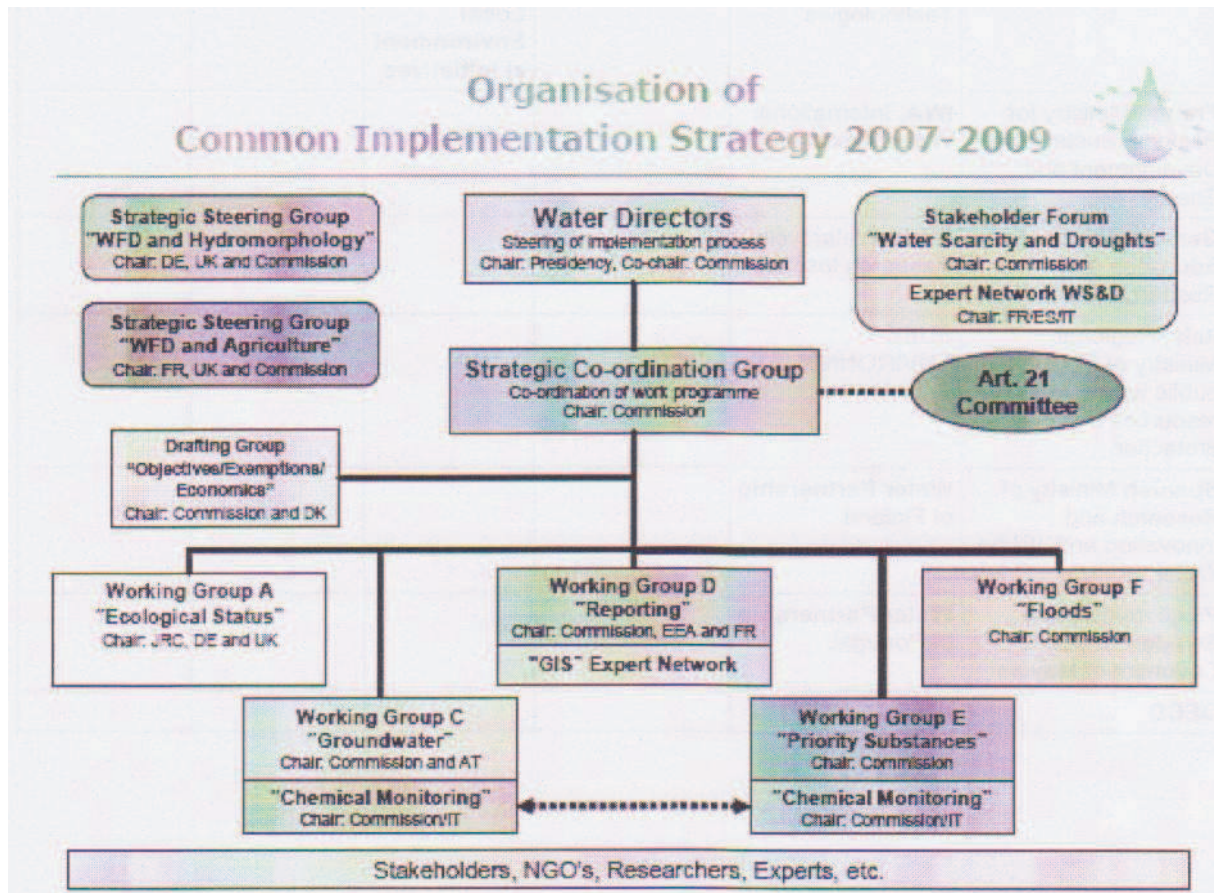 Organisation of
Common Implementation Strategy 2007-2009
Strategic Steering Group
"WFD and Hydromorphology"
Chair: DE, UK and Commission
Water Directors
Steering of implementation process
Chair: Presidency, Co-chair: Commission
Stakeholder Forum
"Water Scarcity and Droughts"
Chair: Commission
Expert Network WS&D
Chair: FR/ES/IT
Strategic Steering Group
"WFD and Agriculture"
Chair: FR, UK and Commission
Strategic Co-ordination Group
Co-ordination of work programme
Chair: Commission
Art. 21
Committee
Drafting Group
"Objectives/Exemptions/
Economics"
Chair: Commission and DK
Working Group A
"Ecological Status"
Chair: JRC, DE and UK
Working Group D
"Reporting"
Chair: Commission, EEA and FR
"GIS" Expert Network
Working Group F
"Floods"
Chair: Commission
Working Group C
"Groundwater"
Chair: Commission and AT
"Chemical Monitoring"
Chair: Commission/IT
Working Group E
"Priority Substances"
Chair: Commission
"Chemical Monitoring"
Chair: Commission/IT
Stakeholders, NGO's, Researchers, Experts, etc.